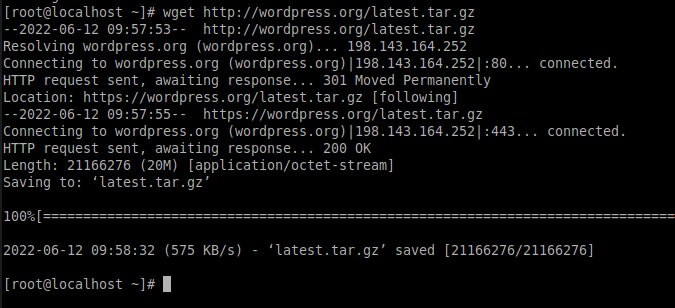 [root@localhost ~]# wget http://wordpress.org/latest.tar.gz
--2022-06-12 09:57:53--  http://wordpress.org/latest.tar.gz
Resolving wordpress.org (wordpress.org)... 198.143.164.252
Connecting to wordpress.org (wordpress.org)|198.143.164.252|:80... connected.
HTTP request sent, awaiting response... 301 Moved Permanently
Location: https://wordpress.org/latest.tar.gz [following]
--2022-06-12 09:57:55--  https://wordpress.org/latest.tar.gz
Connecting to wordpress.org (wordpress.org)|198.143.164.252|:443... connected.
HTTP request sent, awaiting response... 200 OK
Length: 21166276 (20M) [application/octet-stream]
Saving to: ‘latest.tar.gz’
100%[===============================================================================
2022-06-12 09:58:32 (575 KB/s) - ‘latest.tar.gz’ saved [21166276/21166276]
[root@localhost ~]#